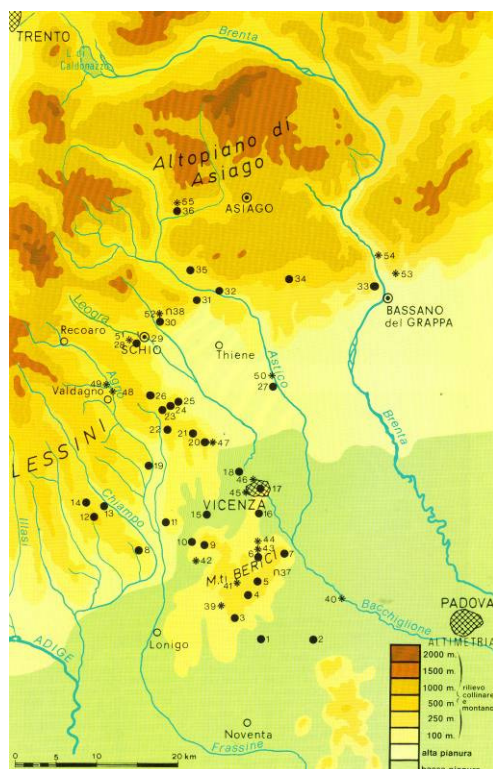 TRENTO
L. di
Caldonazzo
Brenta
Altopiano di
Asiago
55
36
ASIAGO
54
53
35
34
32
33
31
BASSANO
del GRAPPA
Leogra
52
n38
30
Recoaro
51
29
28
SCHIO
Thiene
Astico
50
27
49
Agno
48
Valdagno
26
25
24
23
22
21
20
47
LESSINI
19
18
46
17
45
VICENZA
14
13
12
Chiampo
15
16
11
Illasi
10
9
44
43
6
7
8
42
M.ti BERICI
n37
5
41
4
40
39
3
Bacchiglione
PADOVA
Brenta
ADIGE
Lonigo
1
2
ALTIMETRIA
2000 m.
1500 m.
1000 m.
500 m.
250 m.
100 m.
rilievo
collinare
e
montano
alta pianura
bassa pianura
Noventa
Frassine
0
10
20 km